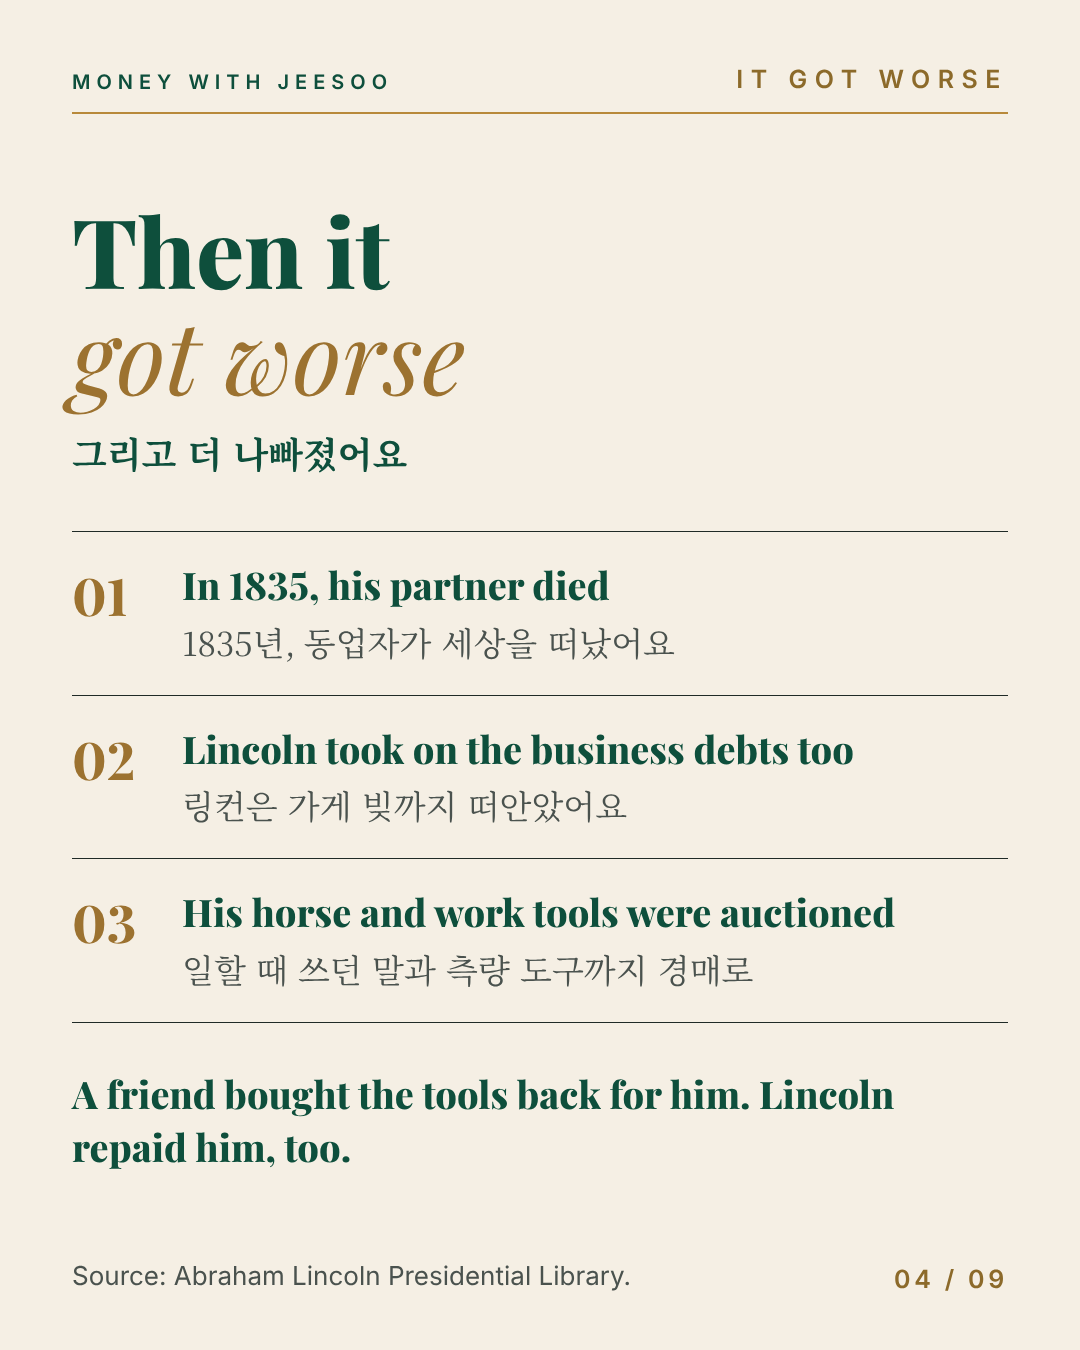 MONEY WITH JEESOO
IT GOT WORSE
Then it
got worse
그리고 더 나빠졌어요
01
In 1835, his partner died
1835년, 동업자가 세상을 떠났어요
02
Lincoln took on the business debts too
링컨은 가게 빚까지 떠안았어요
03
His horse and work tools were auctioned
일할 때 쓰던 말과 측량 도구까지 경매로
A friend bought the tools back for him. Lincoln
repaid him, too.
Source: Abraham Lincoln Presidential Library.
04 / 09